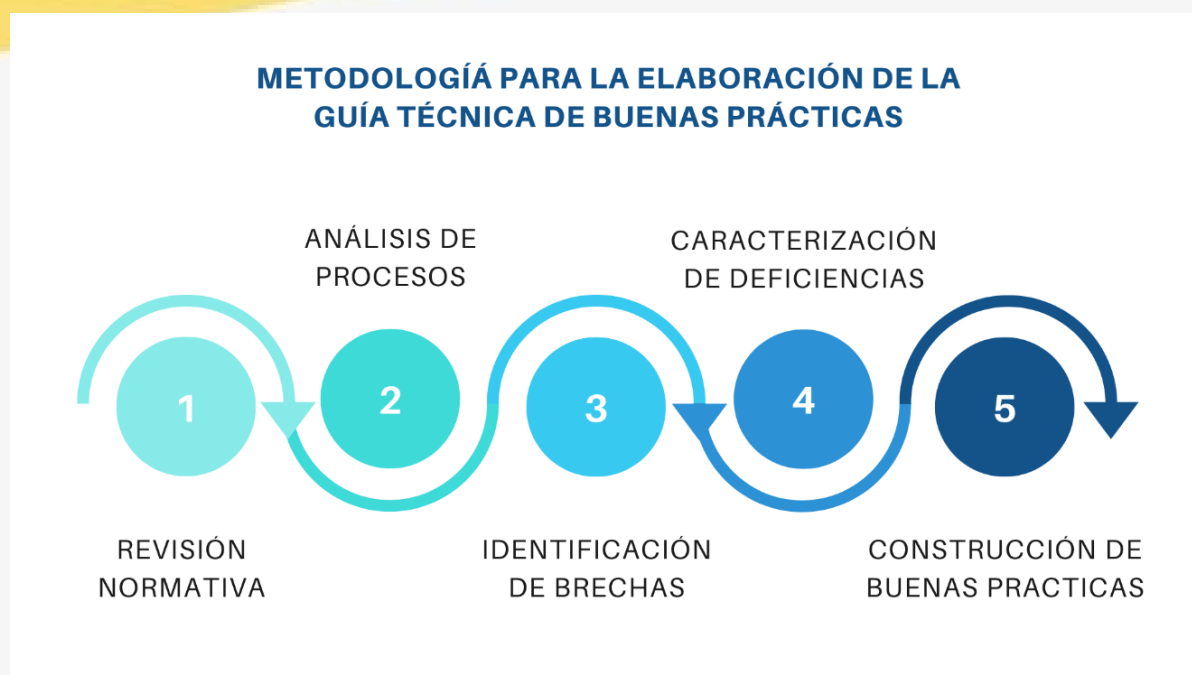 METODOLOGÍÁ PARA LA ELABORACIÓN DE LA
GUÍA TÉCNICA DE BUENAS PRÁCTICAS
1
REVISIÓN
NORMATIVA
2
ANÁLISIS DE
PROCESOS
3
IDENTIFICACIÓN
DE BRECHAS
4
CARACTERIZACIÓN
DE DEFICIENCIAS
5
CONSTRUCCIÓN DE
BUENAS PRACTICAS